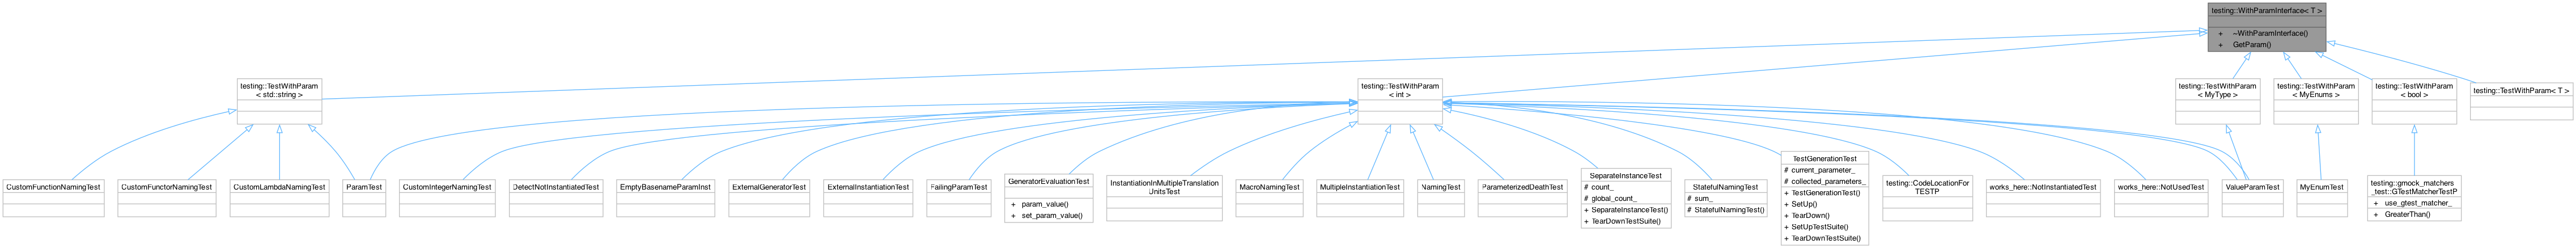 testing::WithParamInterface< T >
+ ~WithParamInterface()
+ GetParam()
testing::TestWithParam
< std::string >
testing::TestWithParam
< int >
testing::TestWithParam
< MyType >
testing::TestWithParam
< MyEnums >
testing::TestWithParam
< bool >
testing::TestWithParam< T >
CustomFunctionNamingTest
CustomFunctorNamingTest
CustomLambdaNamingTest
ParamTest
CustomIntegerNamingTest
DetectNotInstantiatedTest
EmptyBasenameParamInst
ExternalGeneratorTest
ExternalInstantiationTest
FailingParamTest
GeneratorEvaluationTest
+ param_value()
+ set_param_value()
InstantiationInMultipleTranslation
UnitsTest
MacroNamingTest
MultipleInstantiationTest
NamingTest
ParameterizedDeathTest
SeparateInstanceTest
# count_
# global_count_
+ SeparateInstanceTest()
+ TearDownTestSuite()
StatefulNamingTest
# sum_
# StatefulNamingTest()
TestGenerationTest
# current_parameter_
# collected_parameters_
+ TestGenerationTest()
+ SetUp()
+ TearDown()
+ SetUpTestSuite()
+ TearDownTestSuite()
testing::CodeLocationFor
TESTP
works_here::NotInstantiatedTest
works_here::NotUsedTest
ValueParamTest
MyEnumTest
testing::gmock_matchers
_test::GTestMatcherTestP
+ use_gtest_matcher_
+ GreaterThan()